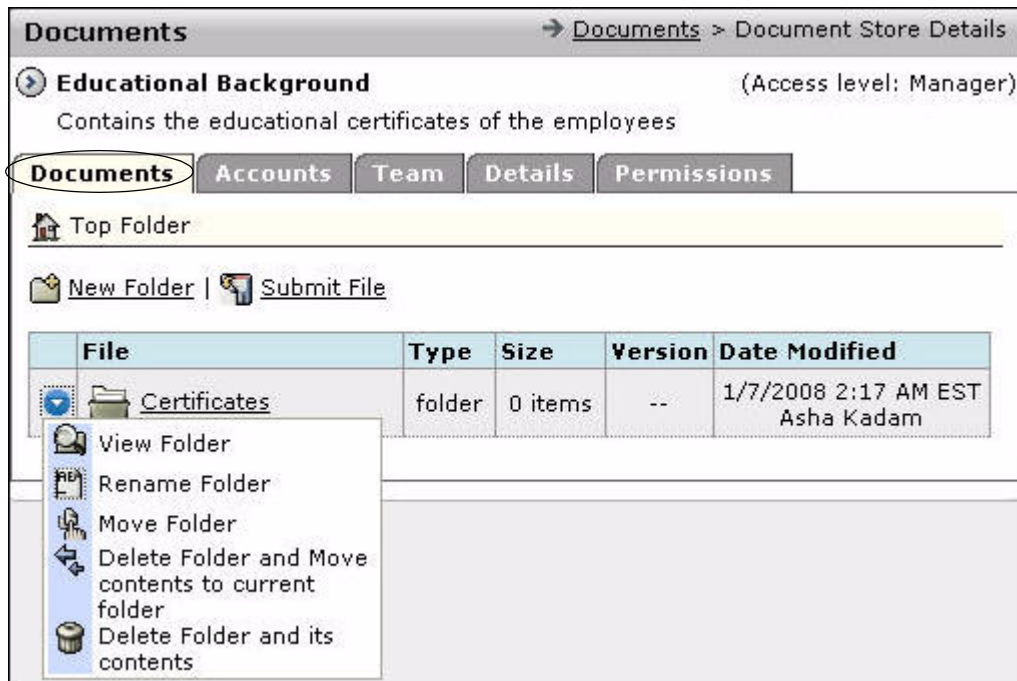 Documents → Documents > Document Store Details
Educational Background (Access level: Manager)
Contains the educational certificates of the employees
Documents Accounts Team Details Permissions
Top Folder
New Folder | Submit File
File Type Size Version Date Modified
Certificates folder 0 items -- 1/7/2008 2:17 AM EST
Asha Kadam
View Folder
Rename Folder
Move Folder
Delete Folder and Move
contents to current
folder
Delete Folder and its
contents